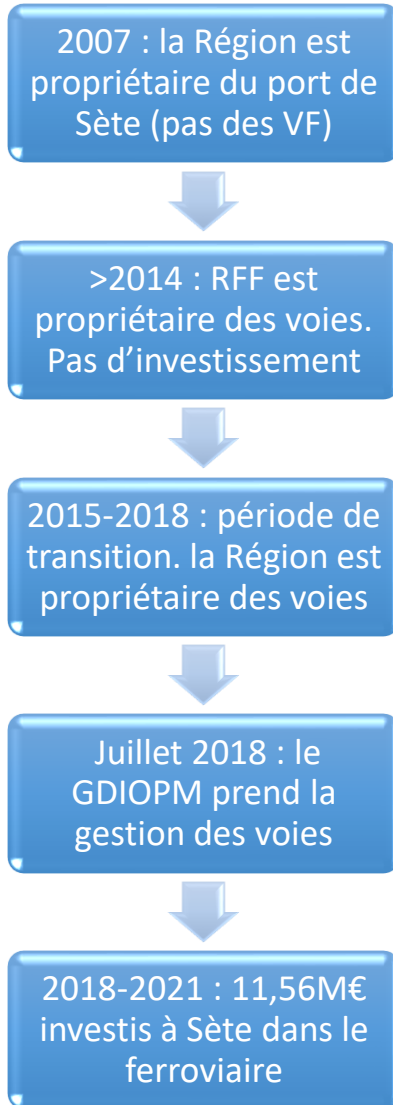 2007 : la Région est
propriétaire du port de
Sète (pas des VF)
>2014 : RFF est
propriétaire des voies.
Pas d’investissement
2015-2018 : période de
transition. la Région est
propriétaire des voies
Juillet 2018 : le
GDIOPM prend la
gestion des voies
2018-2021 : 11,56M€
investis à Sète dans le
ferroviaire